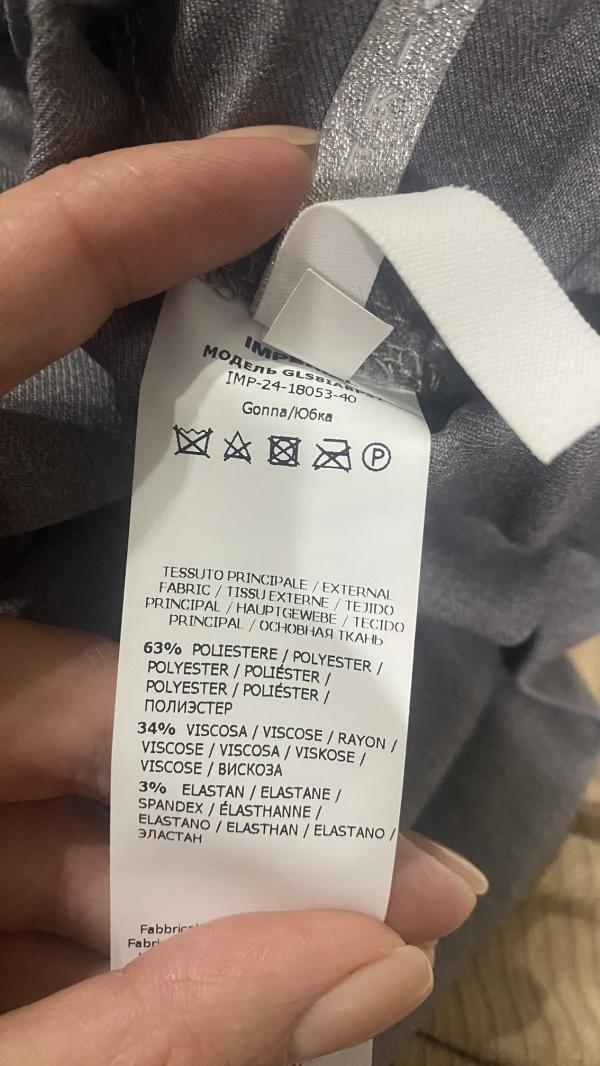 МОДЕЛЬ
IMP-24-18053-40
Gonna/Юбка
P
TESSUTO PRINCIPALE / EXTERNAL
FABRIC / TISSU EXTERNE / TEJIDO
PRINCIPAL / HAUPTGEWEBE / TECIDO
PRINCIPAL / ОСНОВНАЯ ТКАНЬ
63% POLIESTERE / POLYESTER /
POLYESTER / POLIÉSTER /
POLYESTER / POLIÉSTER /
ПОЛИЭСТЕР
34% VISCOSA / VISCOSE / RAYON /
VISCOSE / VISCOSA / VISKOSE /
VISCOSE / ВИСКОЗА
3% ELASTAN / ELASTANE /
SPANDEX / ÉLASTHANNE /
ELASTANO / ELASTHAN / ELASTANO /
ЭЛАСТАН